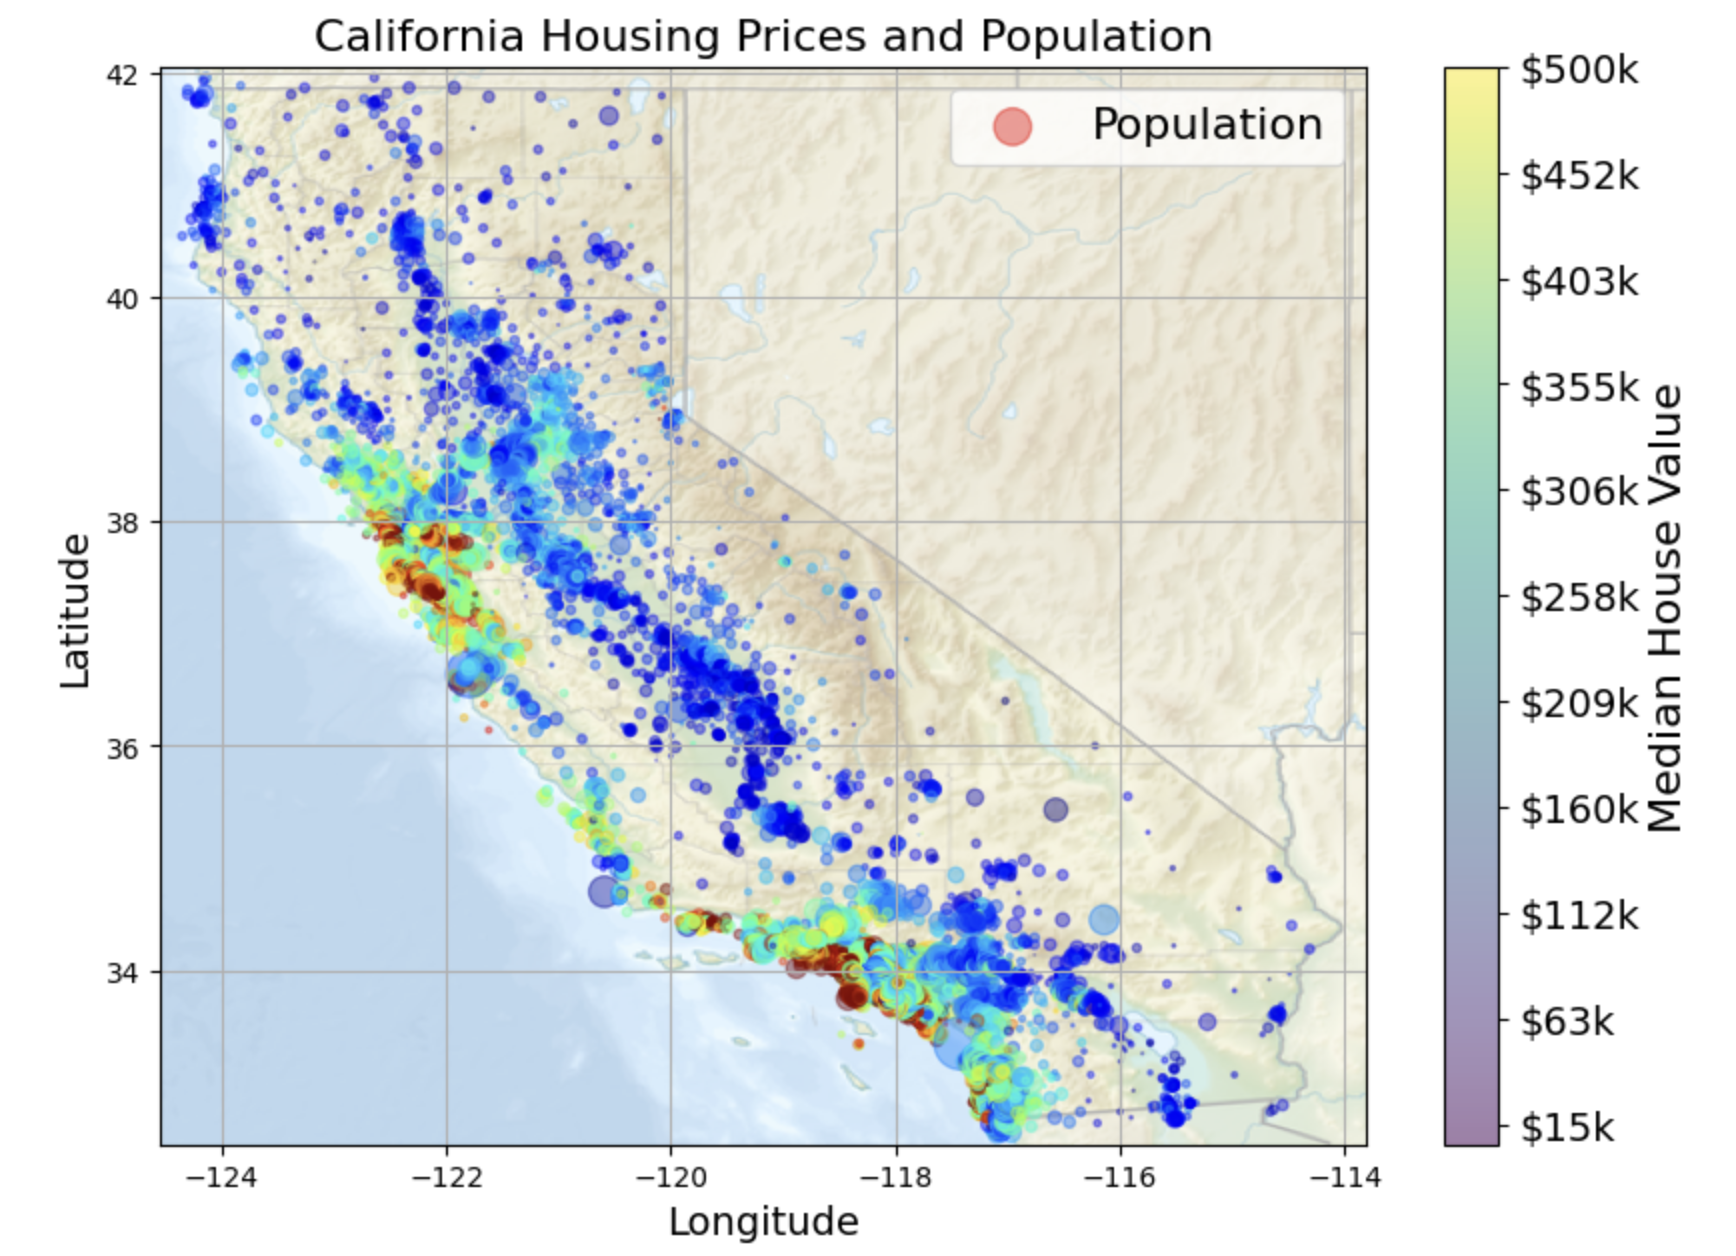 California Housing Prices and Population
Population
42
40
38
36
34
Latitude
−124
−122
−120
−118
−116
−114
Longitude
$500k
$452k
$403k
$355k
$306k
$258k
$209k
$160k
$112k
$63k
$15k
Median House Value